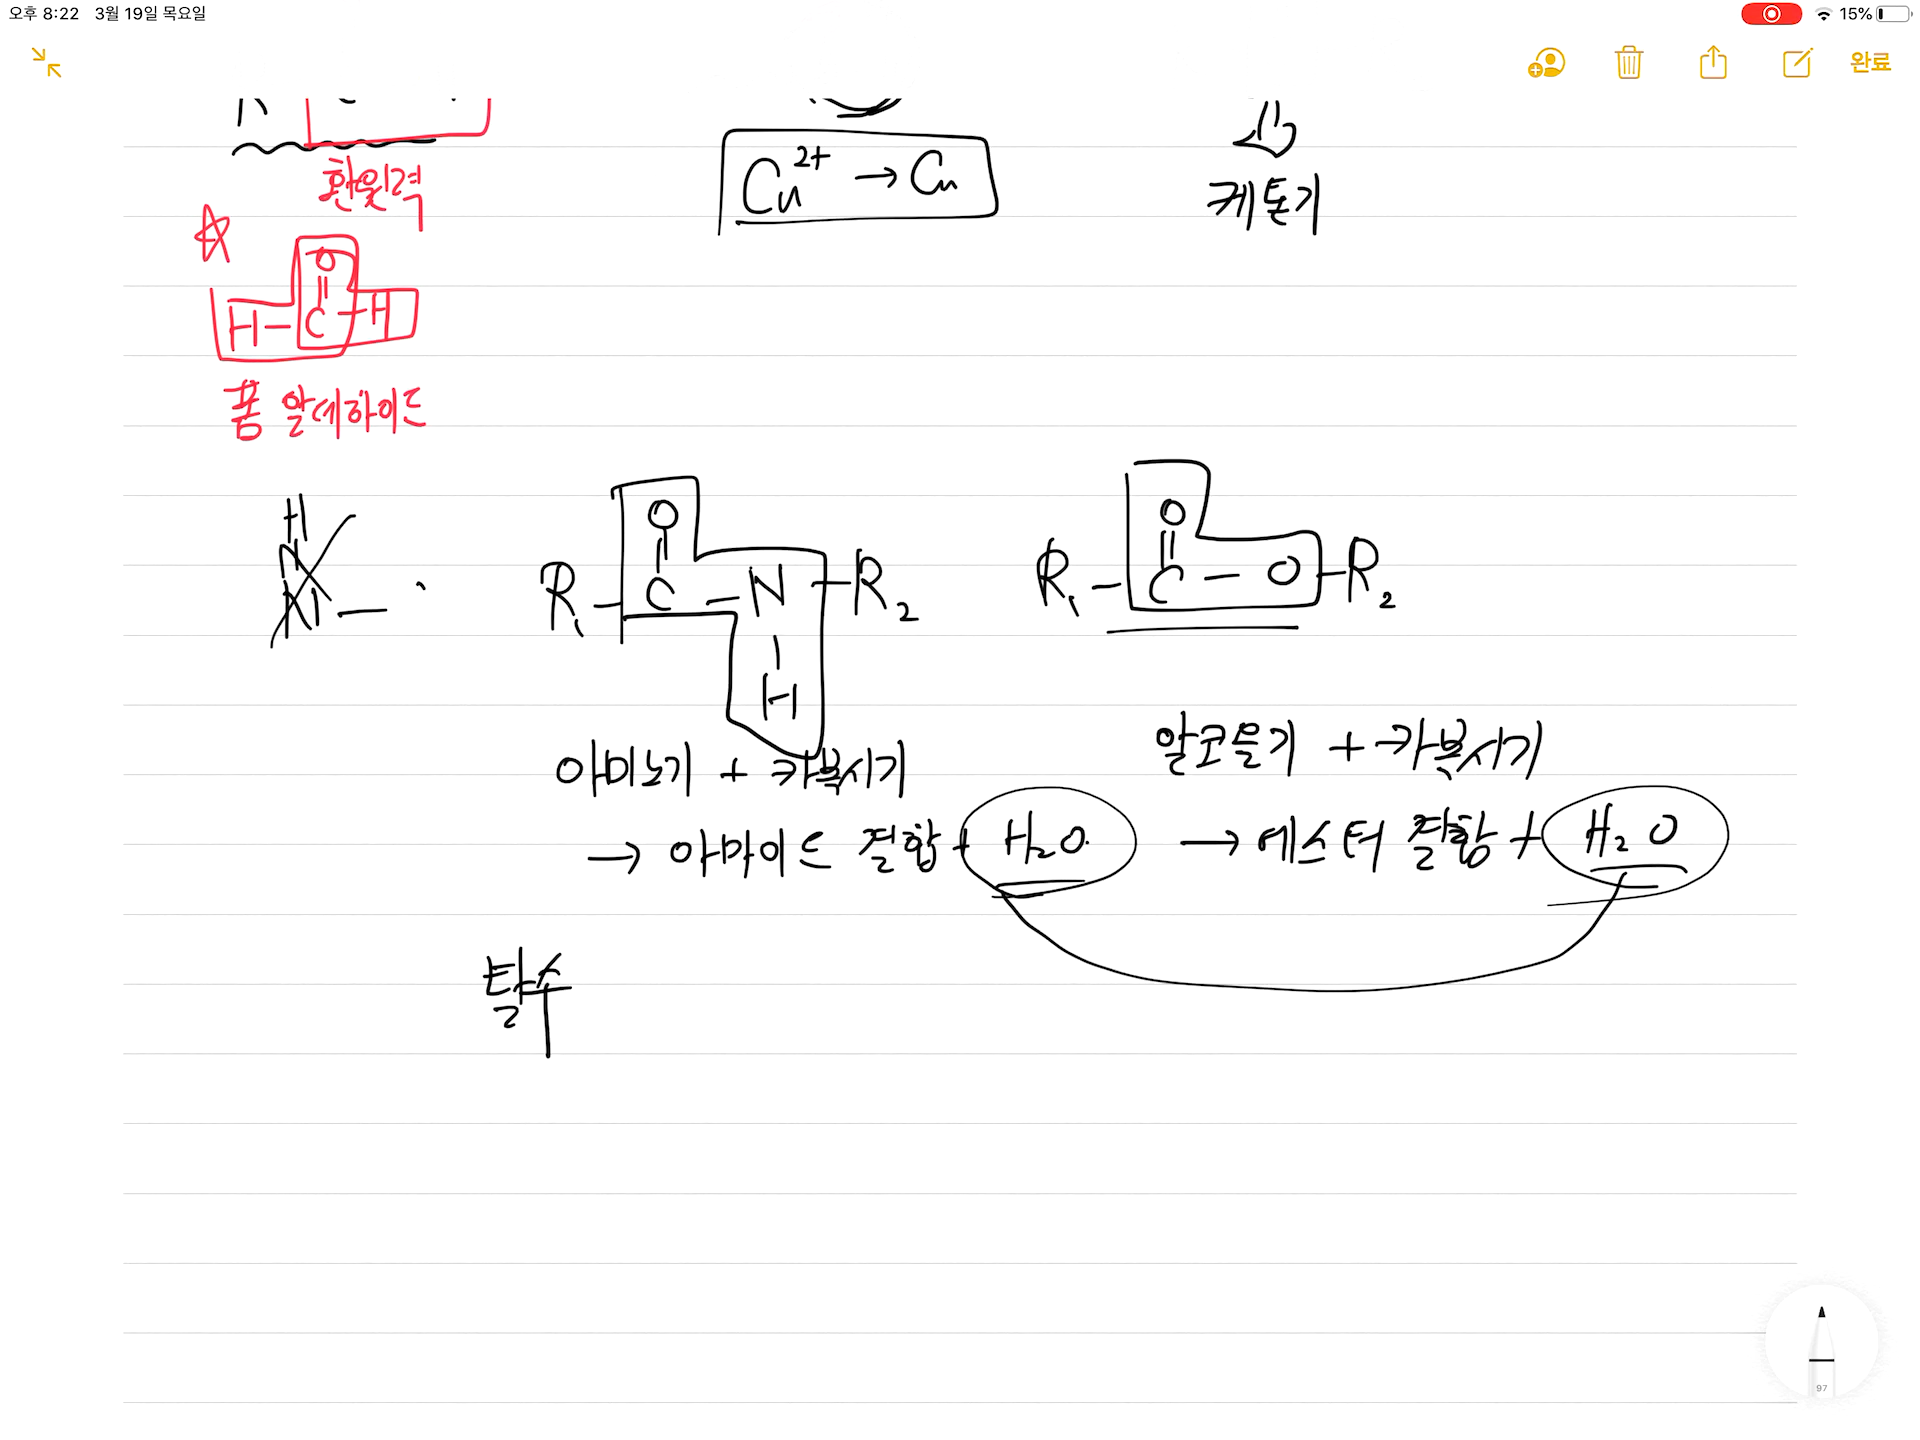 오후 8:22 3월 19일 목요일 15%
완료
환원력
Cu²⁺ → Cu
케톤기
O
H-C-H
폼 알데하이드
H
N
O
R₁-C-N-R₂
H
O
R₁-C-O-R₂
아미노기 + 카복시기
→ 아마이드 결합 + H₂O
알코올기 + 카복시기
→ 에스터 결합 + H₂O
탈수
97